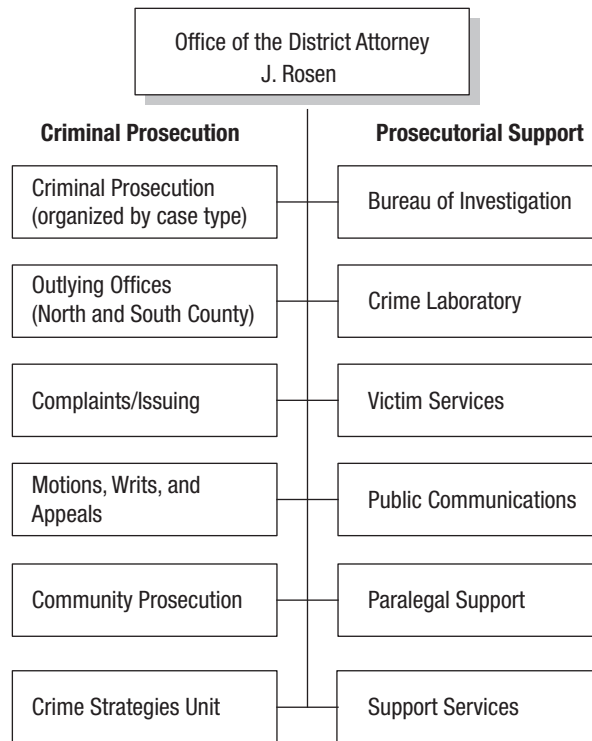 Office of the District Attorney
J. Rosen
Criminal Prosecution
Criminal Prosecution
(organized by case type)
Outlying Offices
(North and South County)
Complaints/Issuing
Motions, Writs, and
Appeals
Community Prosecution
Crime Strategies Unit
Prosecutorial Support
Bureau of Investigation
Crime Laboratory
Victim Services
Public Communications
Paralegal Support
Support Services